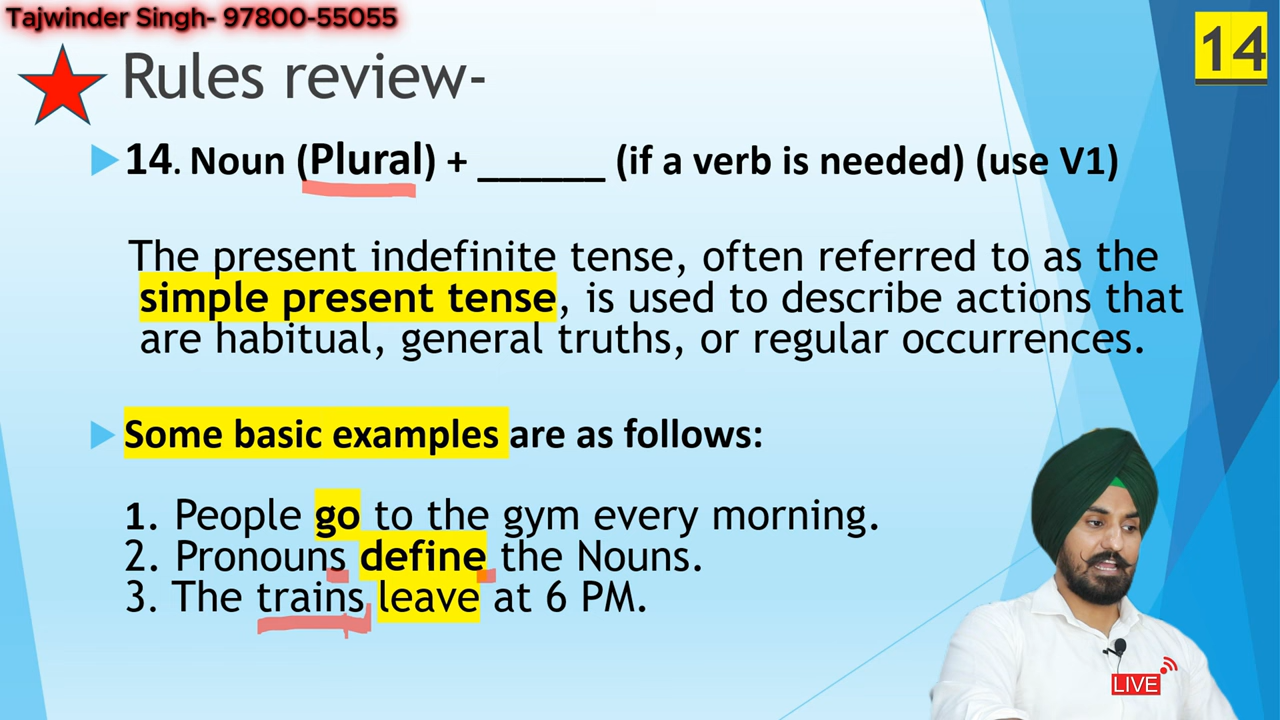 Tajwinder Singh- 97800-55055
14
Rules review-
14. Noun (Plural) + ______ (if a verb is needed) (use V1)
The present indefinite tense, often referred to as the
simple present tense, is used to describe actions that
are habitual, general truths, or regular occurrences.
Some basic examples are as follows:
1. People go to the gym every morning.
2. Pronouns define the Nouns.
3. The trains leave at 6 PM.
LIVE